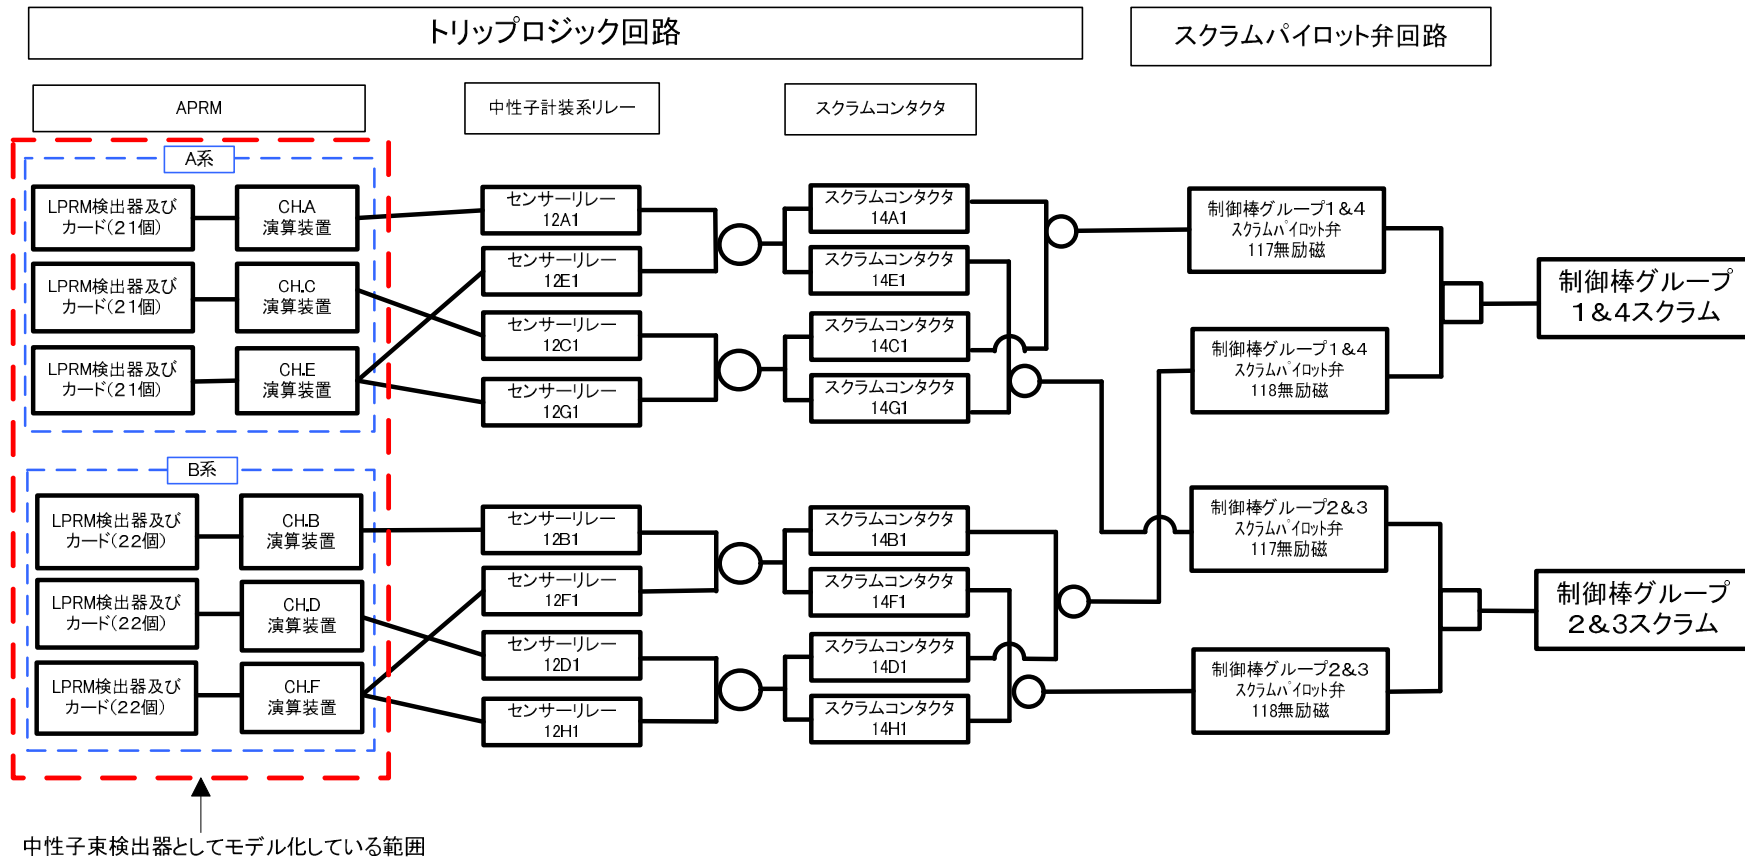 トリップロジック回路
スクラムパイロット弁回路
APRM
中性子計装系リレー
スクラムコンタクタ
A系
LPRM検出器及び
カード(21個)
CH.A
演算装置
LPRM検出器及び
カード(21個)
CH.C
演算装置
LPRM検出器及び
カード(21個)
CH.E
演算装置
B系
LPRM検出器及び
カード(22個)
CH.B
演算装置
LPRM検出器及び
カード(22個)
CH.D
演算装置
LPRM検出器及び
カード(22個)
CH.F
演算装置
センサーリレー
12A1
センサーリレー
12E1
センサーリレー
12C1
センサーリレー
12G1
センサーリレー
12B1
センサーリレー
12F1
センサーリレー
12D1
センサーリレー
12H1
スクラムコンタクタ
14A1
スクラムコンタクタ
14E1
スクラムコンタクタ
14C1
スクラムコンタクタ
14G1
スクラムコンタクタ
14B1
スクラムコンタクタ
14F1
スクラムコンタクタ
14D1
スクラムコンタクタ
14H1
制御棒グループ1&4
スクラムパイロット弁
117無励磁
制御棒グループ1&4
スクラムパイロット弁
118無励磁
制御棒グループ2&3
スクラムパイロット弁
117無励磁
制御棒グループ2&3
スクラムパイロット弁
118無励磁
制御棒グループ
1&4スクラム
制御棒グループ
2&3スクラム
中性子束検出器としてモデル化している範囲